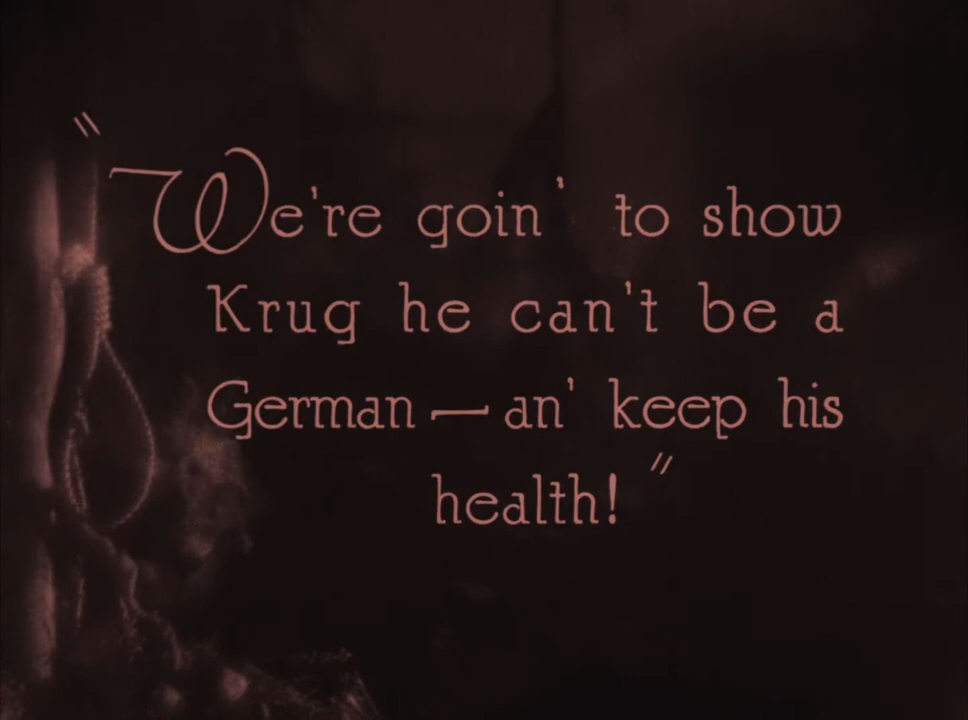 "We're goin' to show
Krug he can't be a
German — an' keep his
health!"